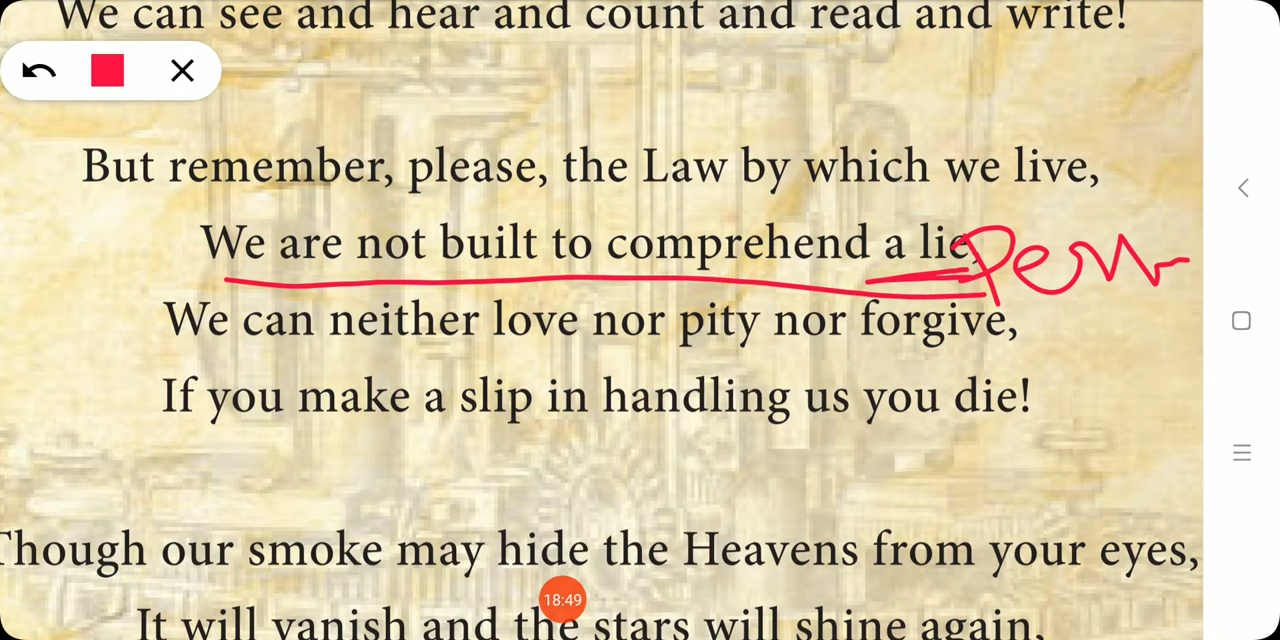 We can see and hear and count and read and write!
But remember, please, the Law by which we live,
We are not built to comprehend a lie,
We can neither love nor pity nor forgive,
If you make a slip in handling us you die!
Though our smoke may hide the Heavens from your eyes,
18:49
It will vanish and the stars will shine again,